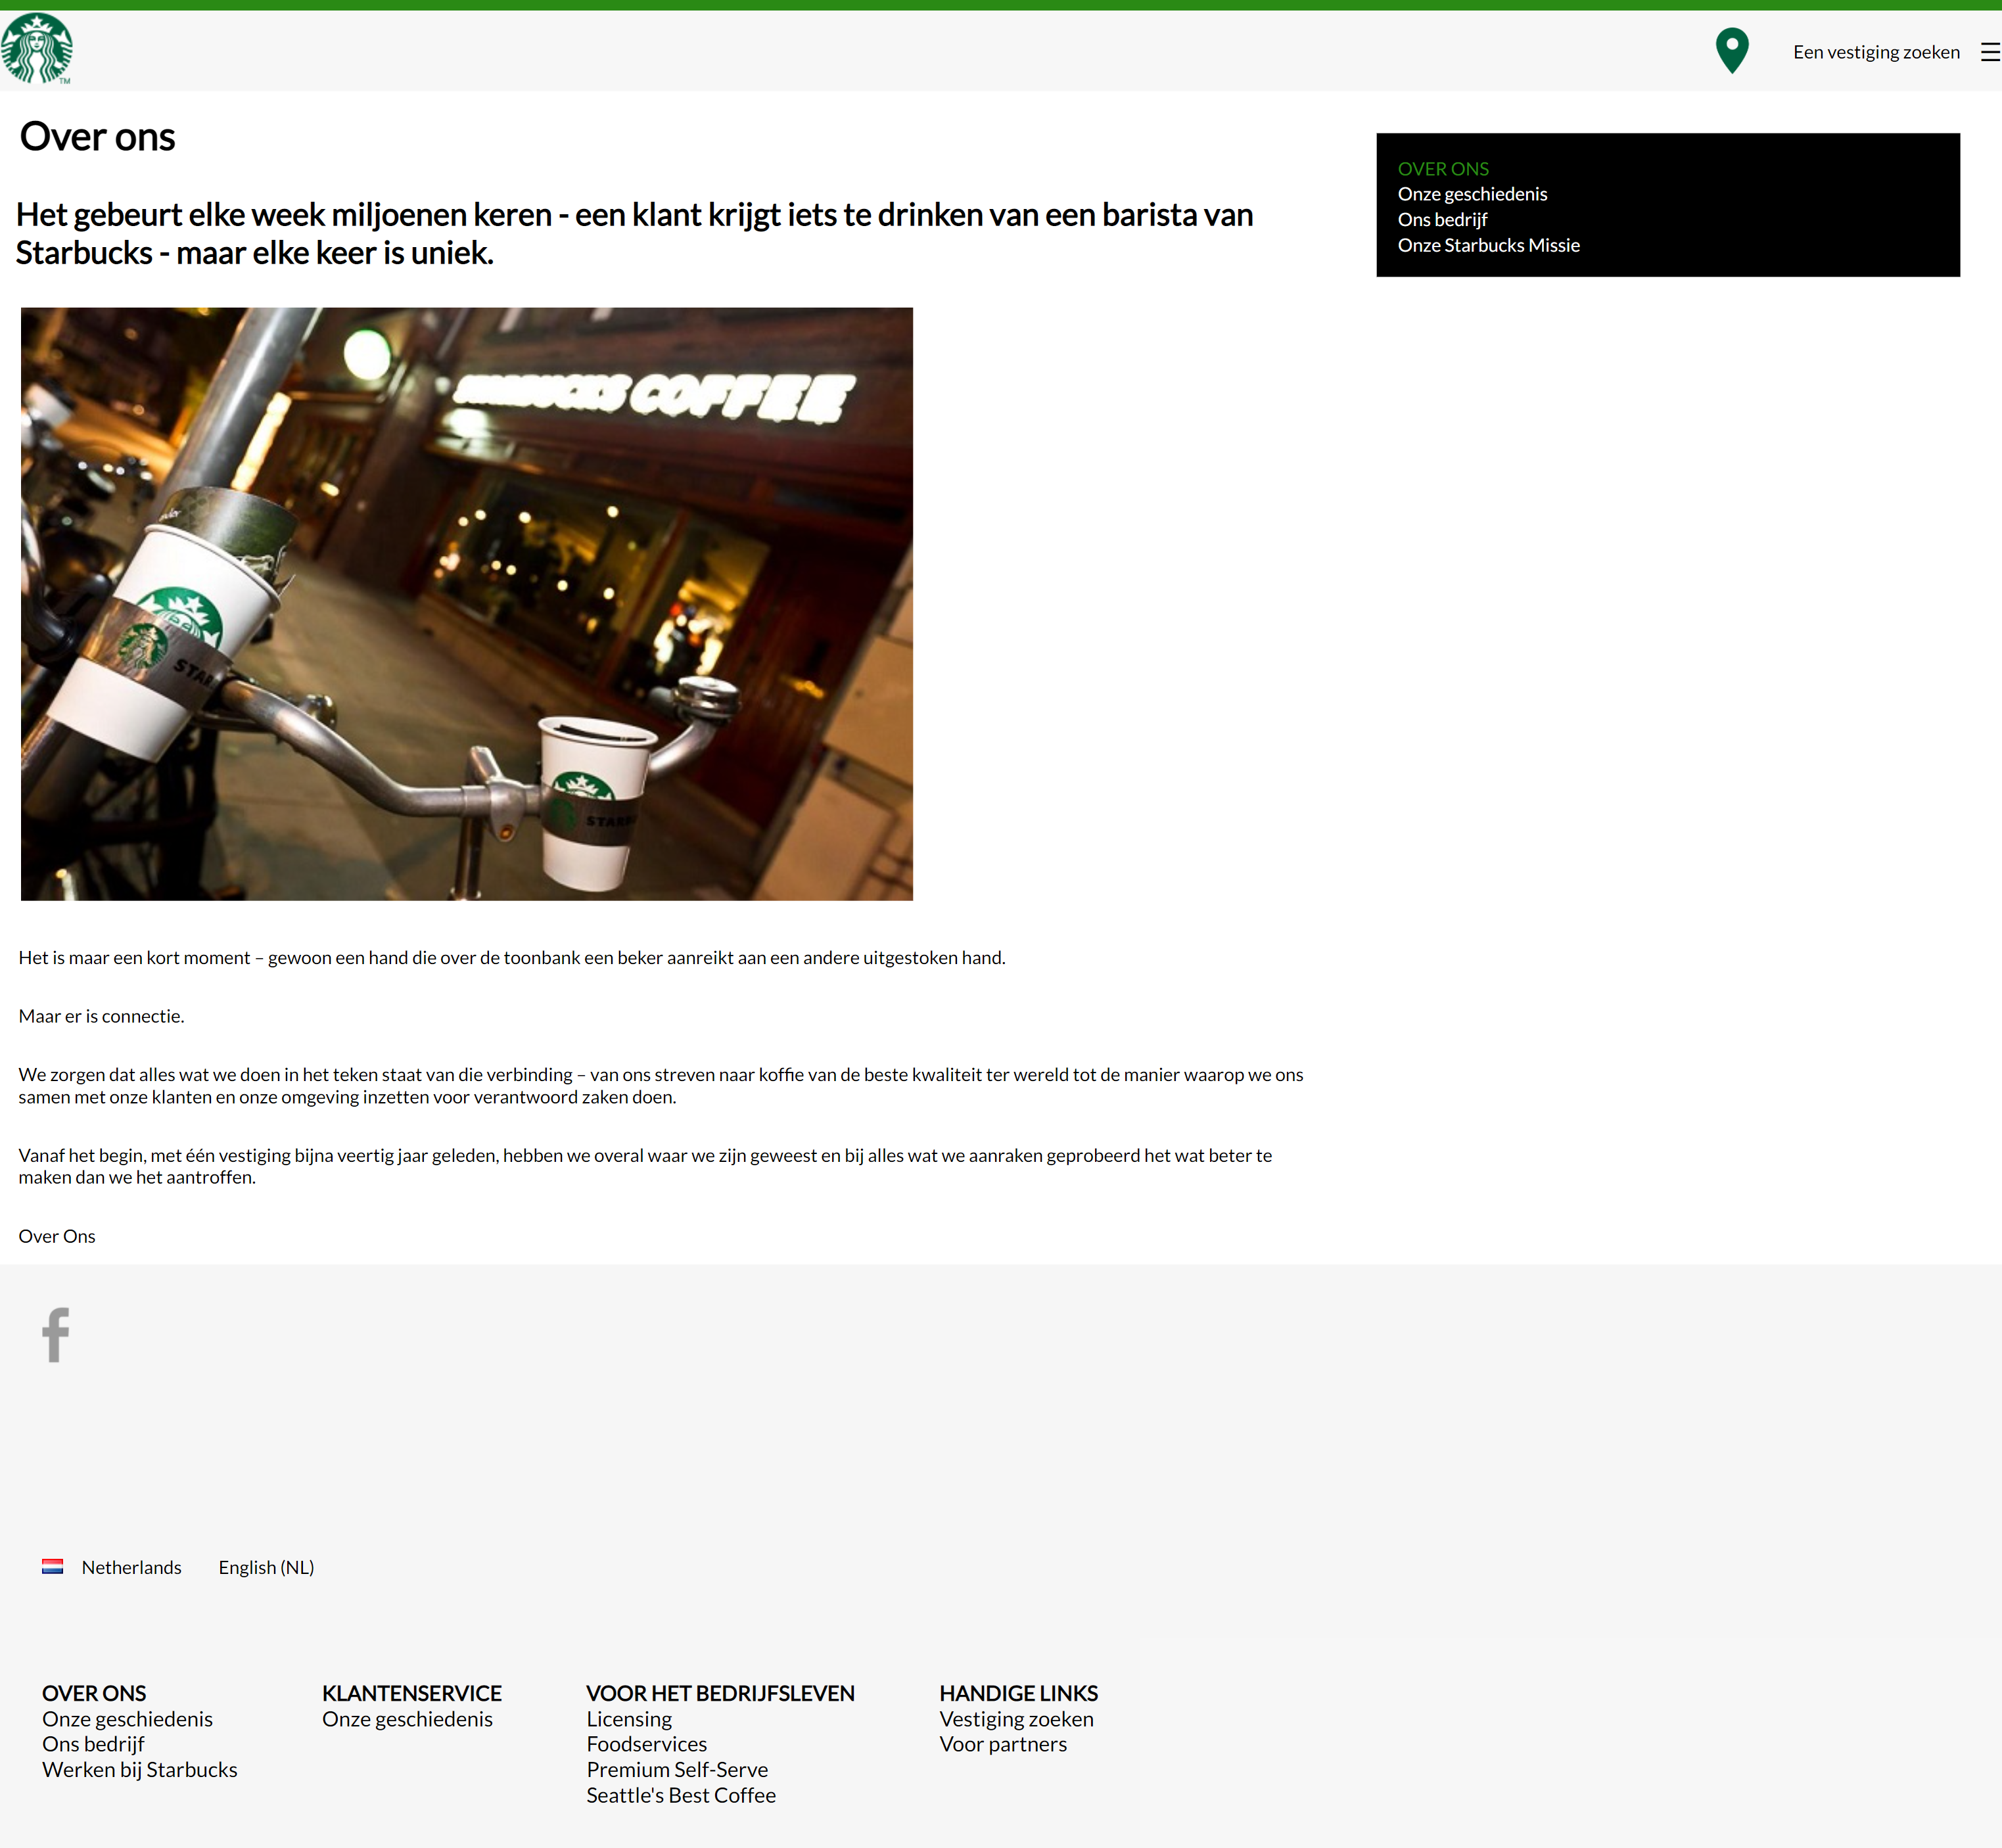 TM
Een vestiging zoeken
Over ons
OVER ONS
Onze geschiedenis
Ons bedrijf
Onze Starbucks Missie
Het gebeurt elke week miljoenen keren - een klant krijgt iets te drinken van een barista van
Starbucks - maar elke keer is uniek.
STARBUCKS COFFEE
STAR
STARB
Het is maar een kort moment – gewoon een hand die over de toonbank een beker aanreikt aan een andere uitgestoken hand.
Maar er is connectie.
We zorgen dat alles wat we doen in het teken staat van die verbinding – van ons streven naar koffie van de beste kwaliteit ter wereld tot de manier waarop we ons
samen met onze klanten en onze omgeving inzetten voor verantwoord zaken doen.
Vanaf het begin, met één vestiging bijna veertig jaar geleden, hebben we overal waar we zijn geweest en bij alles wat we aanraken geprobeerd het wat beter te
maken dan we het aantroffen.
Over Ons
Netherlands English (NL)
OVER ONS
Onze geschiedenis
Ons bedrijf
Werken bij Starbucks
KLANTENSERVICE
Onze geschiedenis
VOOR HET BEDRIJFSLEVEN
Licensing
Foodservices
Premium Self-Serve
Seattle's Best Coffee
HANDIGE LINKS
Vestiging zoeken
Voor partners